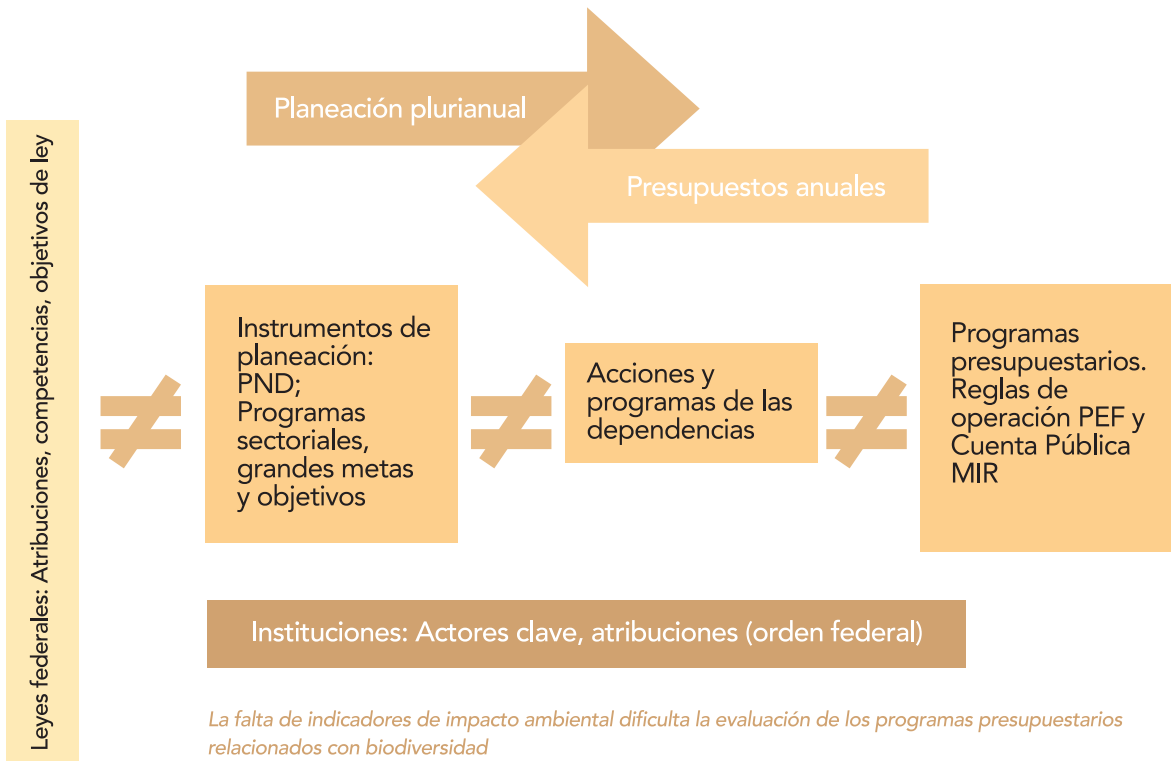 Planeación plurianual
Presupuestos anuales
Leyes federales: Atribuciones, competencias, objetivos de ley
Instrumentos de
planeación:
PND;
Programas
sectoriales,
grandes metas
y objetivos
Acciones y
programas de las
dependencias
Programas
presupuestarios.
Reglas de
operación PEF y
Cuenta Pública
MIR
Instituciones: Actores clave, atribuciones (orden federal)
La falta de indicadores de impacto ambiental dificulta la evaluación de los programas presupuestarios
relacionados con biodiversidad